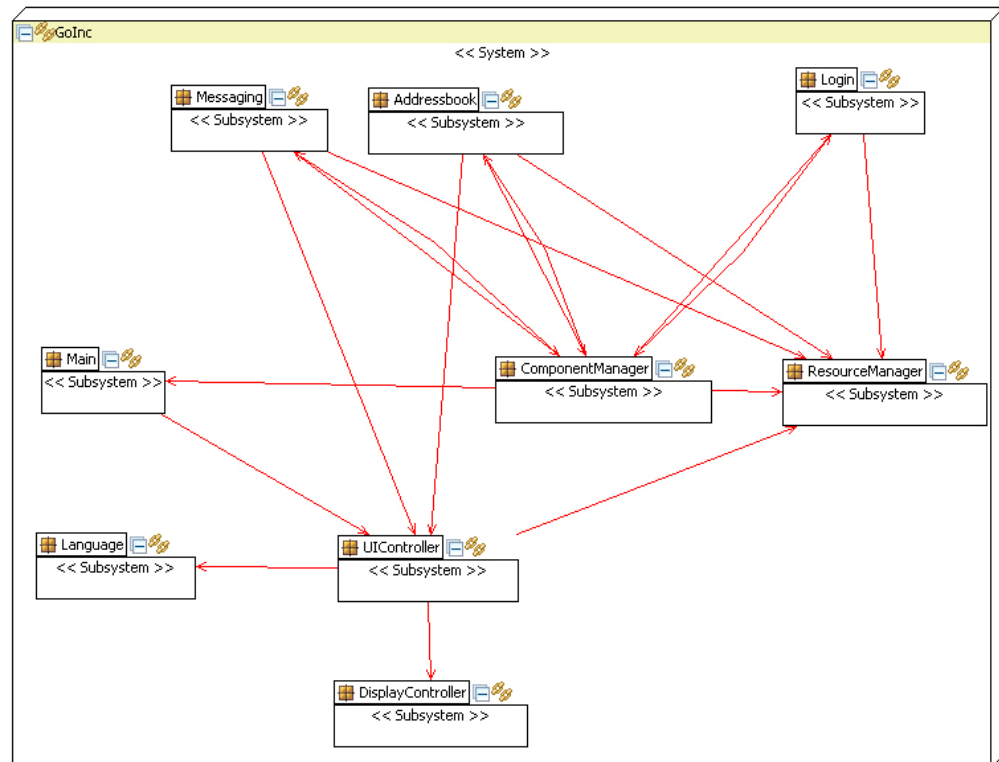 GoInc
<< System >>
Login
Messaging
Addressbook
<< Subsystem >>
<< Subsystem >>
<< Subsystem >>
Main
ComponentManager
ResourceManager
<< Subsystem >>
<< Subsystem >>
<< Subsystem >>
Language
UIController
<< Subsystem >>
<< Subsystem >>
DisplayController
<< Subsystem >>